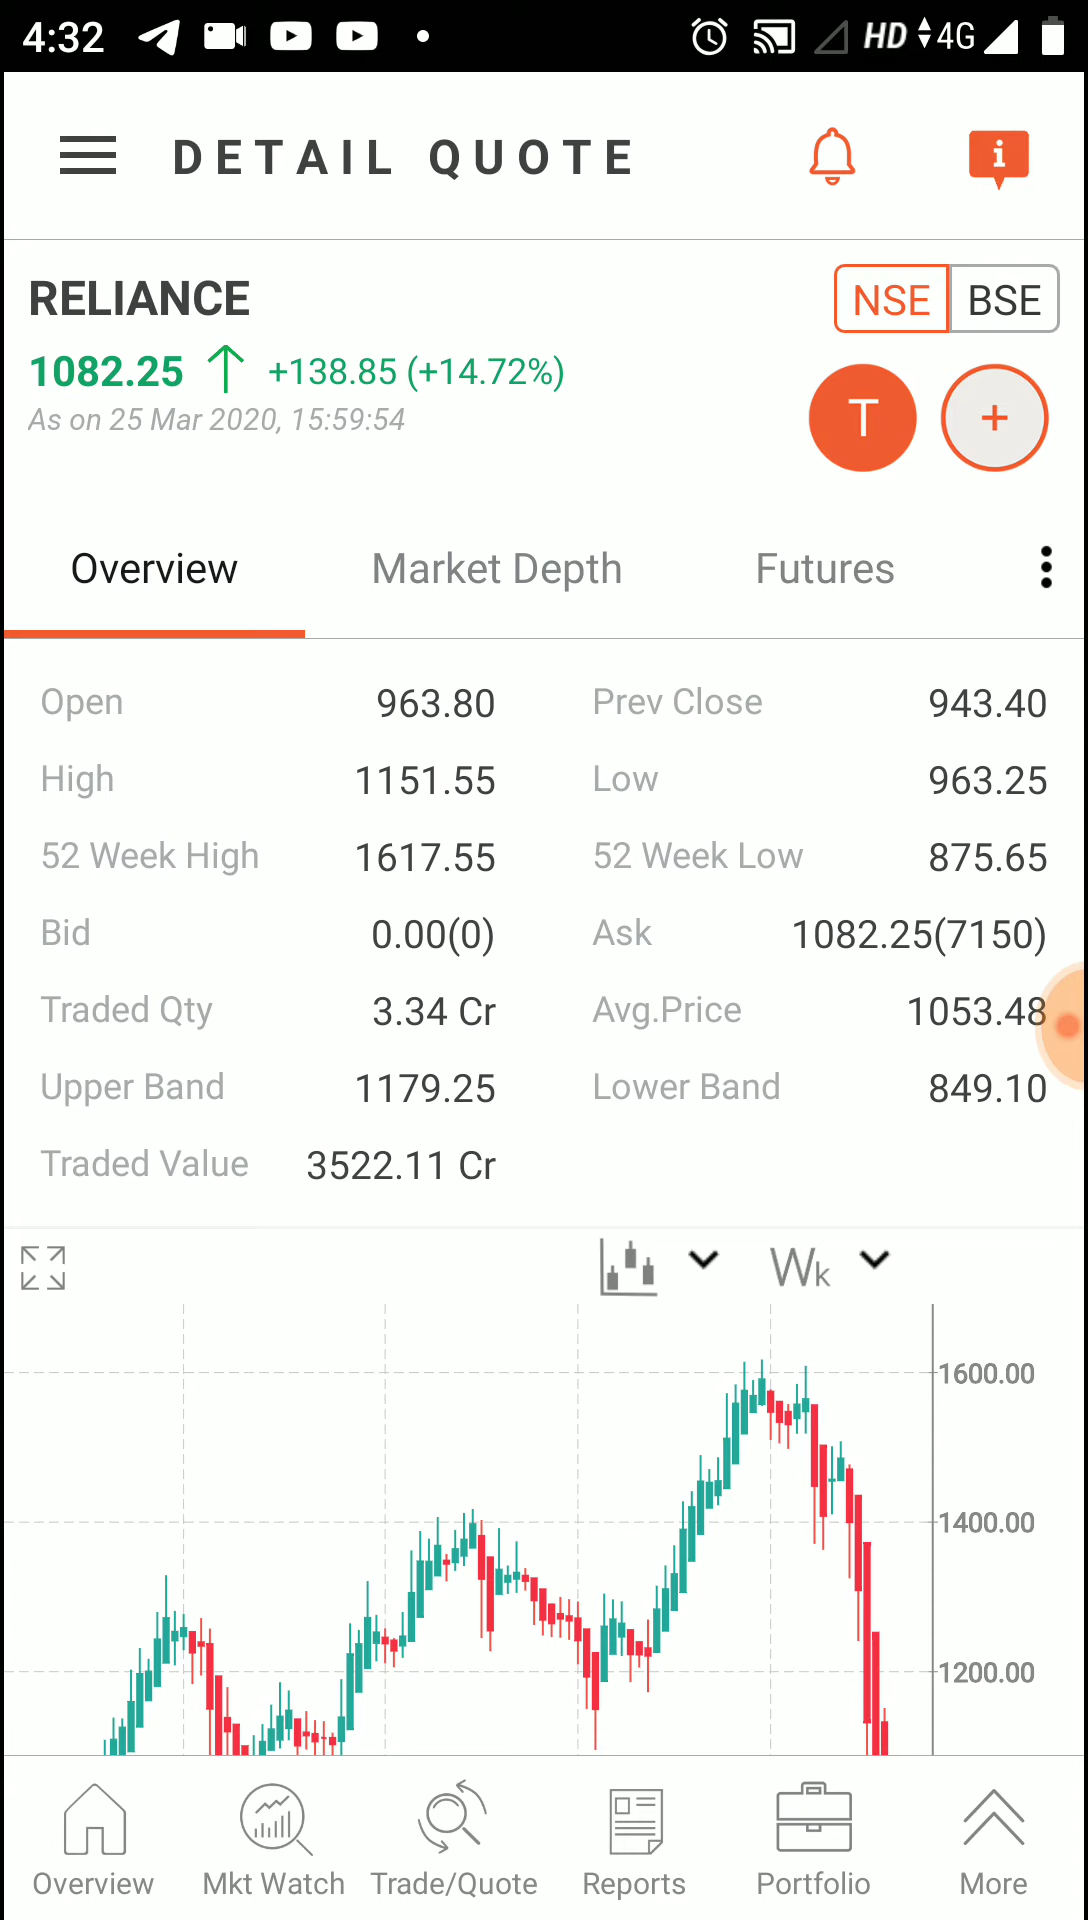 4:32 HD 4G
DETAIL QUOTE i
RELIANCE NSE BSE
1082.25 +138.85 (+14.72%)
As on 25 Mar 2020, 15:59:54 T +
Overview Market Depth Futures
Open 963.80 Prev Close 943.40
High 1151.55 Low 963.25
52 Week High 1617.55 52 Week Low 875.65
Bid 0.00(0) Ask 1082.25(7150)
Traded Qty 3.34 Cr Avg.Price 1053.48
Upper Band 1179.25 Lower Band 849.10
Traded Value 3522.11 Cr
Wk
1600.00
1400.00
1200.00
Overview Mkt Watch Trade/Quote Reports Portfolio More